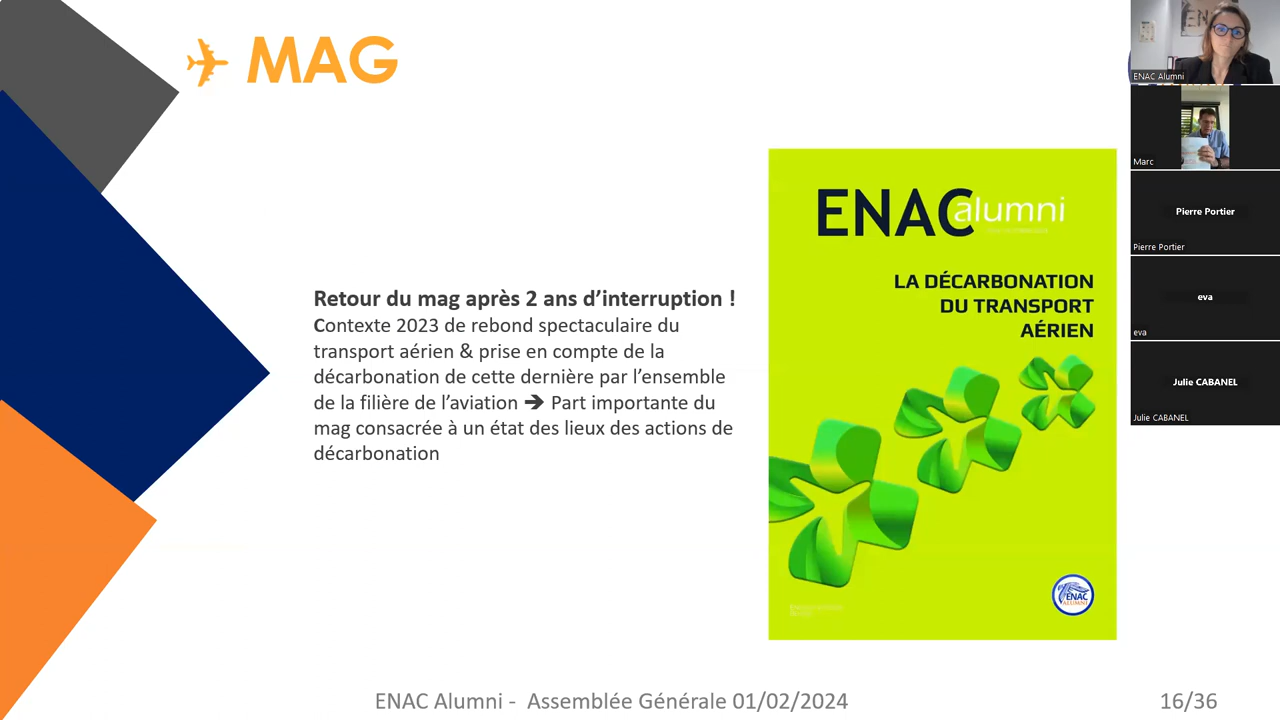 MAG
Retour du mag après 2 ans d’interruption !
Contexte 2023 de rebond spectaculaire du
transport aérien & prise en compte de la
décarbonation de cette dernière par l’ensemble
de la filière de l’aviation ➔ Part importante du
mag consacrée à un état des lieux des actions de
décarbonation
ENAC alumni
LA DÉCARBONATION
DU TRANSPORT
AÉRIEN
ENAC
ALUMNI
ENAC Alumni - Assemblée Générale 01/02/2024
16/36
ENAC Alumni
Marc
Pierre Portier
Pierre Portier
eva
eva
Julie CABANEL
Julie CABANEL